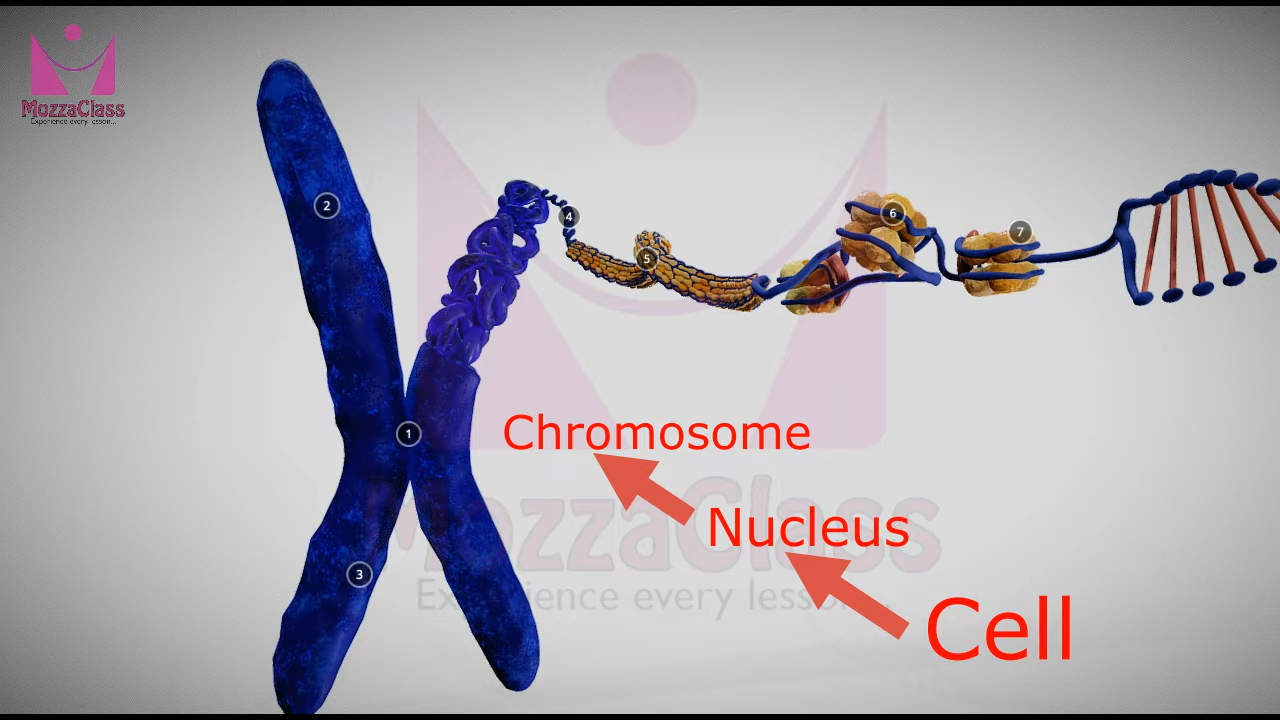 MozzaClass
Experience every lesson...
2
4
6
7
5
1
Chromosome
MozzaClass
Nucleus
3
Experience every lesson...
Cell